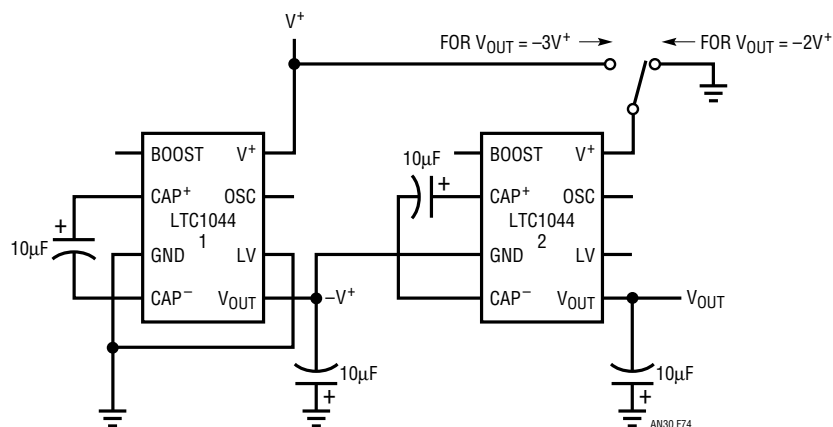 V+
FOR VOUT = –3V+
FOR VOUT = –2V+
BOOST
V+
CAP+
OSC
LTC1044
1
GND
LV
CAP–
VOUT
+
10µF
–V+
10µF
+
10µF
+
BOOST
V+
CAP+
OSC
LTC1044
2
GND
LV
CAP–
VOUT
VOUT
10µF
+
AN30 F74